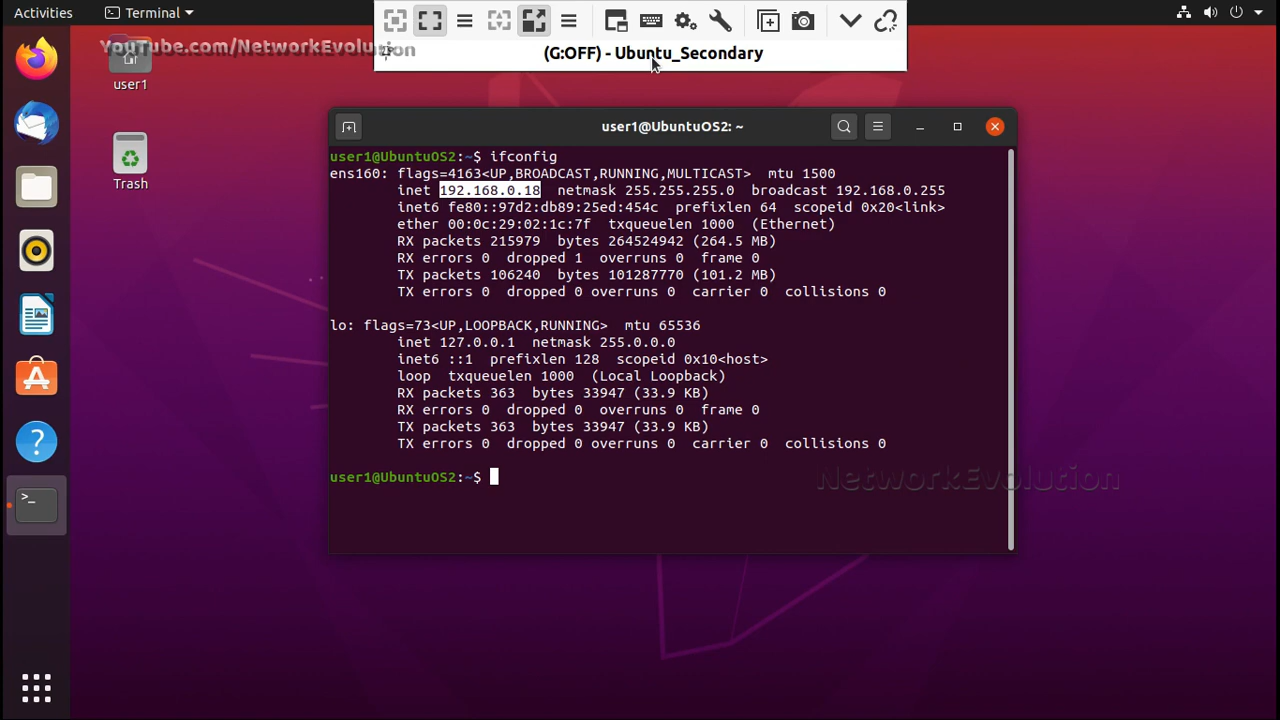 Activities
Terminal
YouTube.com/NetworkEvolution
(G:OFF) - Ubuntu_Secondary
user1
Trash
user1@UbuntuOS2: ~
user1@UbuntuOS2:~$ ifconfig
ens160: flags=4163<UP,BROADCAST,RUNNING,MULTICAST>  mtu 1500
inet 192.168.0.18  netmask 255.255.255.0  broadcast 192.168.0.255
inet6 fe80::97d2:db89:25ed:454c  prefixlen 64  scopeid 0x20<link>
ether 00:0c:29:02:1c:7f  txqueuelen 1000  (Ethernet)
RX packets 215979  bytes 264524942 (264.5 MB)
RX errors 0  dropped 1  overruns 0  frame 0
TX packets 106240  bytes 101287770 (101.2 MB)
TX errors 0  dropped 0 overruns 0  carrier 0  collisions 0
lo: flags=73<UP,LOOPBACK,RUNNING>  mtu 65536
inet 127.0.0.1  netmask 255.0.0.0
inet6 ::1  prefixlen 128  scopeid 0x10<host>
loop  txqueuelen 1000  (Local Loopback)
RX packets 363  bytes 33947 (33.9 KB)
RX errors 0  dropped 0  overruns 0  frame 0
TX packets 363  bytes 33947 (33.9 KB)
TX errors 0  dropped 0 overruns 0  carrier 0  collisions 0
user1@UbuntuOS2:~$
NetworkEvolution